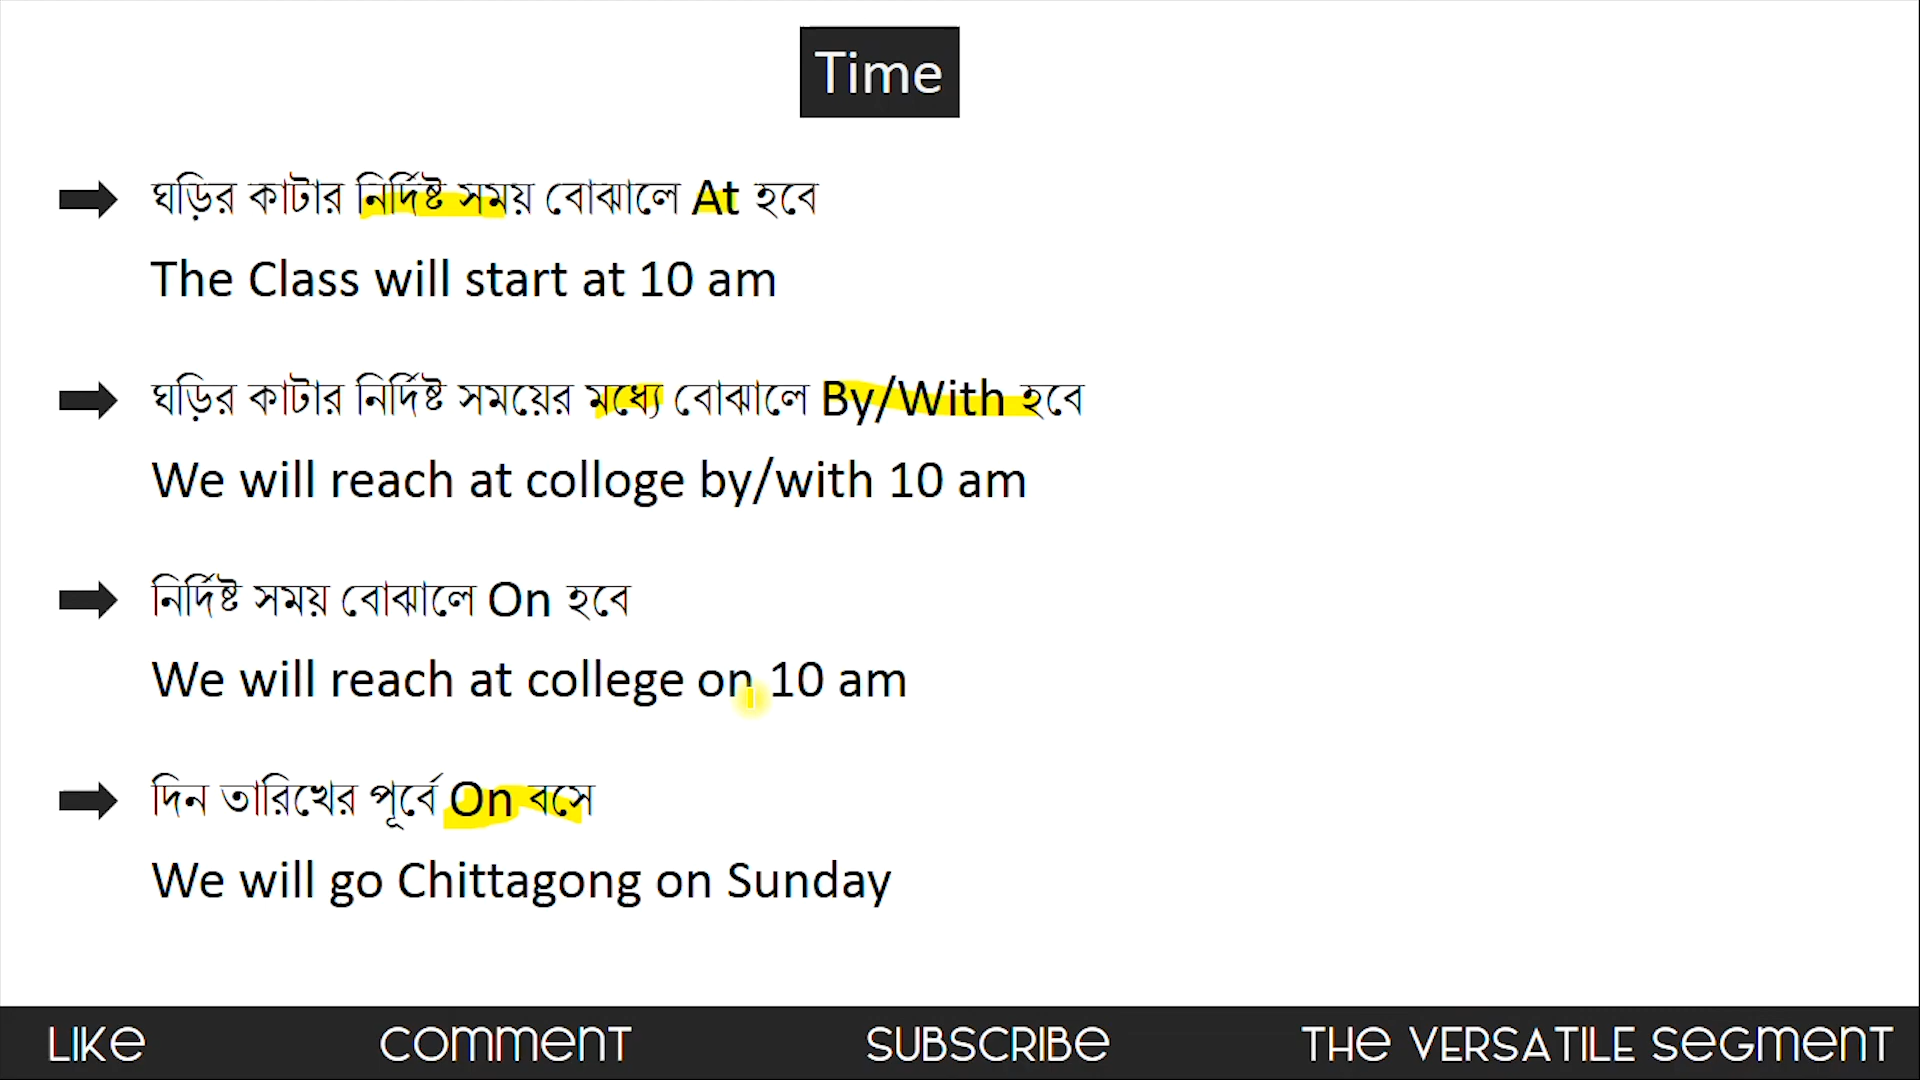 Time
ঘড়ির কাটার নির্দিষ্ট সময় বোঝালে At হবে
The Class will start at 10 am
ঘড়ির কাটার নির্দিষ্ট সময়ের মধ্যে বোঝালে By/With হবে
We will reach at colloge by/with 10 am
নির্দিষ্ট সময় বোঝালে On হবে
We will reach at college on 10 am
দিন তারিখের পূর্বে On বসে
We will go Chittagong on Sunday
LIKE COMMENT SUBSCRIBE THE VERSATILE SEGMENT